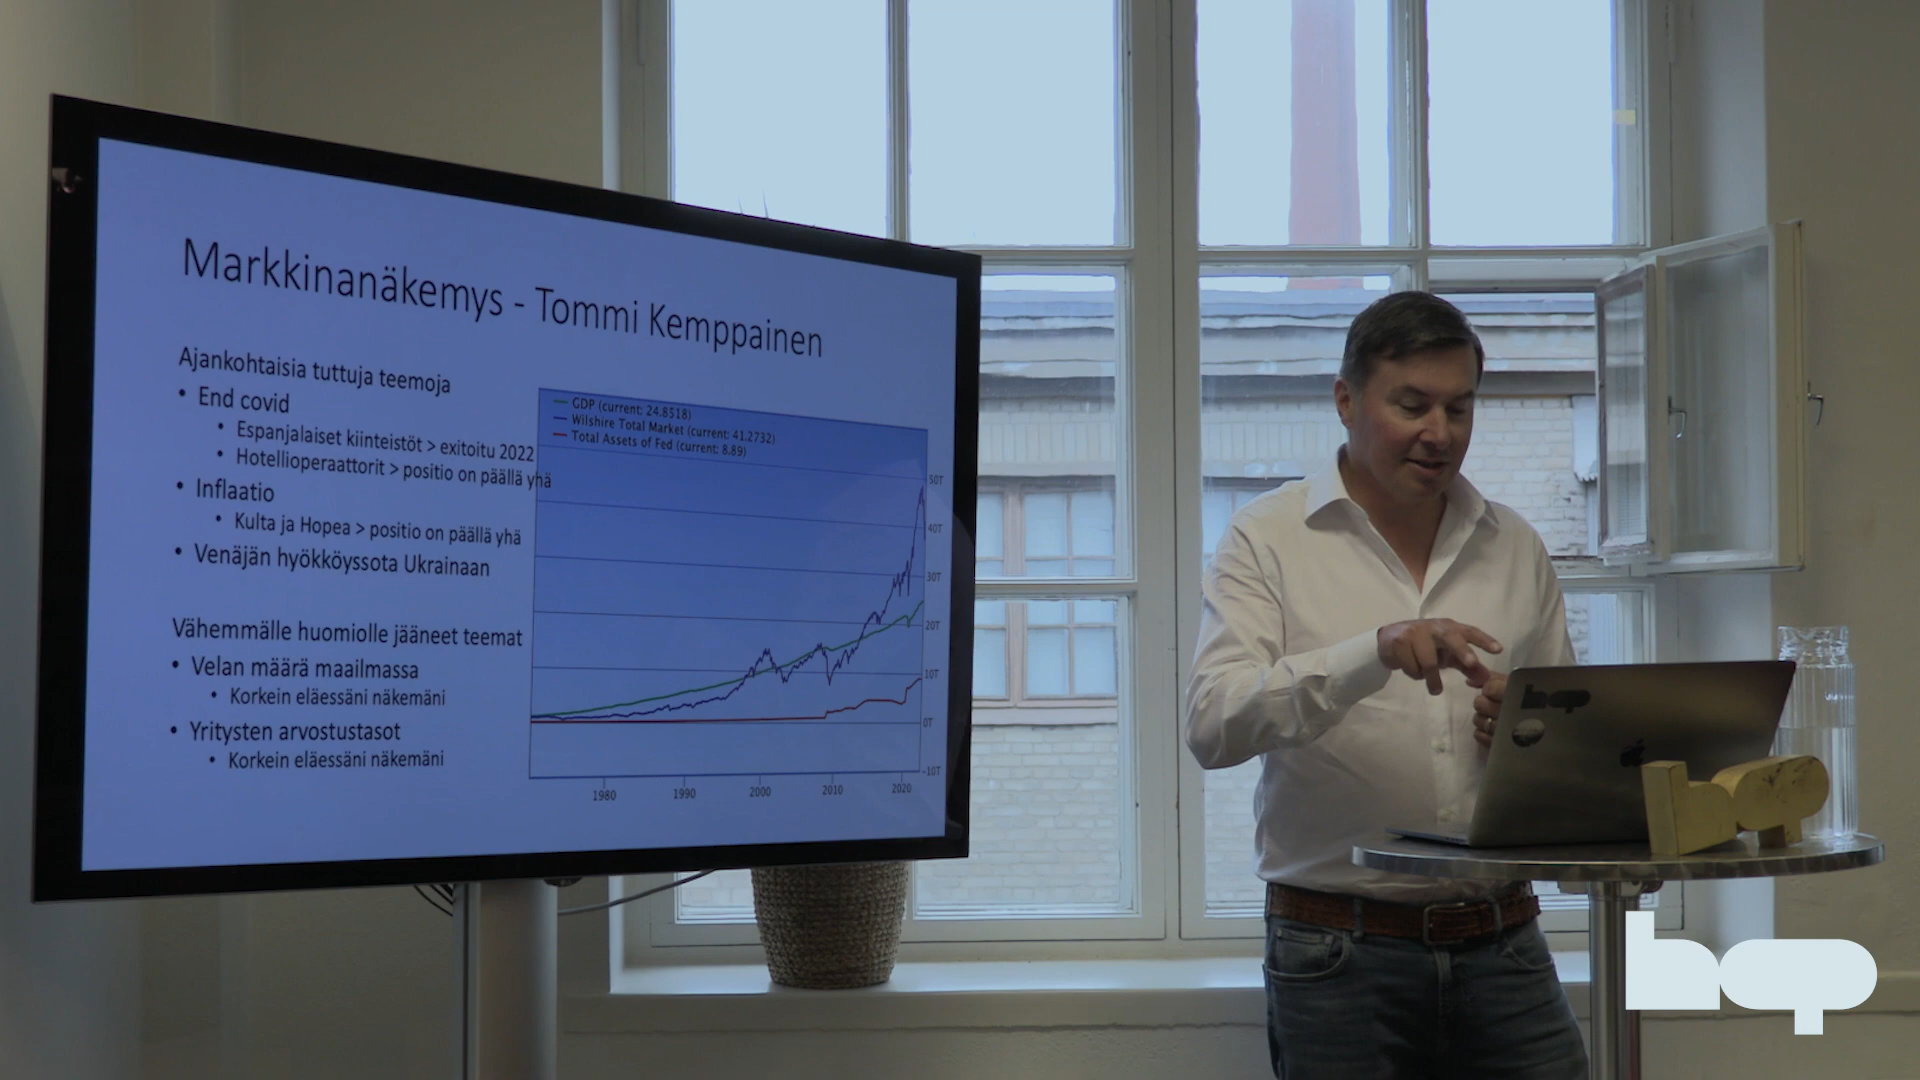 Markkinanäkemys - Tommi Kemppainen
Ajankohtaisia tuttuja teemoja
• End covid
• Espanjalaiset kiinteistöt > exitoitu 2022
• Hotellioperaattorit > positio on päällä yhä
• Inflaatio
• Kulta ja Hopea > positio on päällä yhä
• Venäjän hyökköyssota Ukrainaan
Vähemmälle huomiolle jääneet teemat
• Velan määrä maailmassa
• Korkein eläessäni näkemäni
• Yritysten arvostustasot
• Korkein eläessäni näkemäni
GDP (current: 24.8518)
Wilshire Total Market (current: 41.2732)
Total Assets of Fed (current: 8.89)
50T
40T
30T
20T
10T
0T
-10T
1980 1990 2000 2010 2020
hcp
hcp
hcp